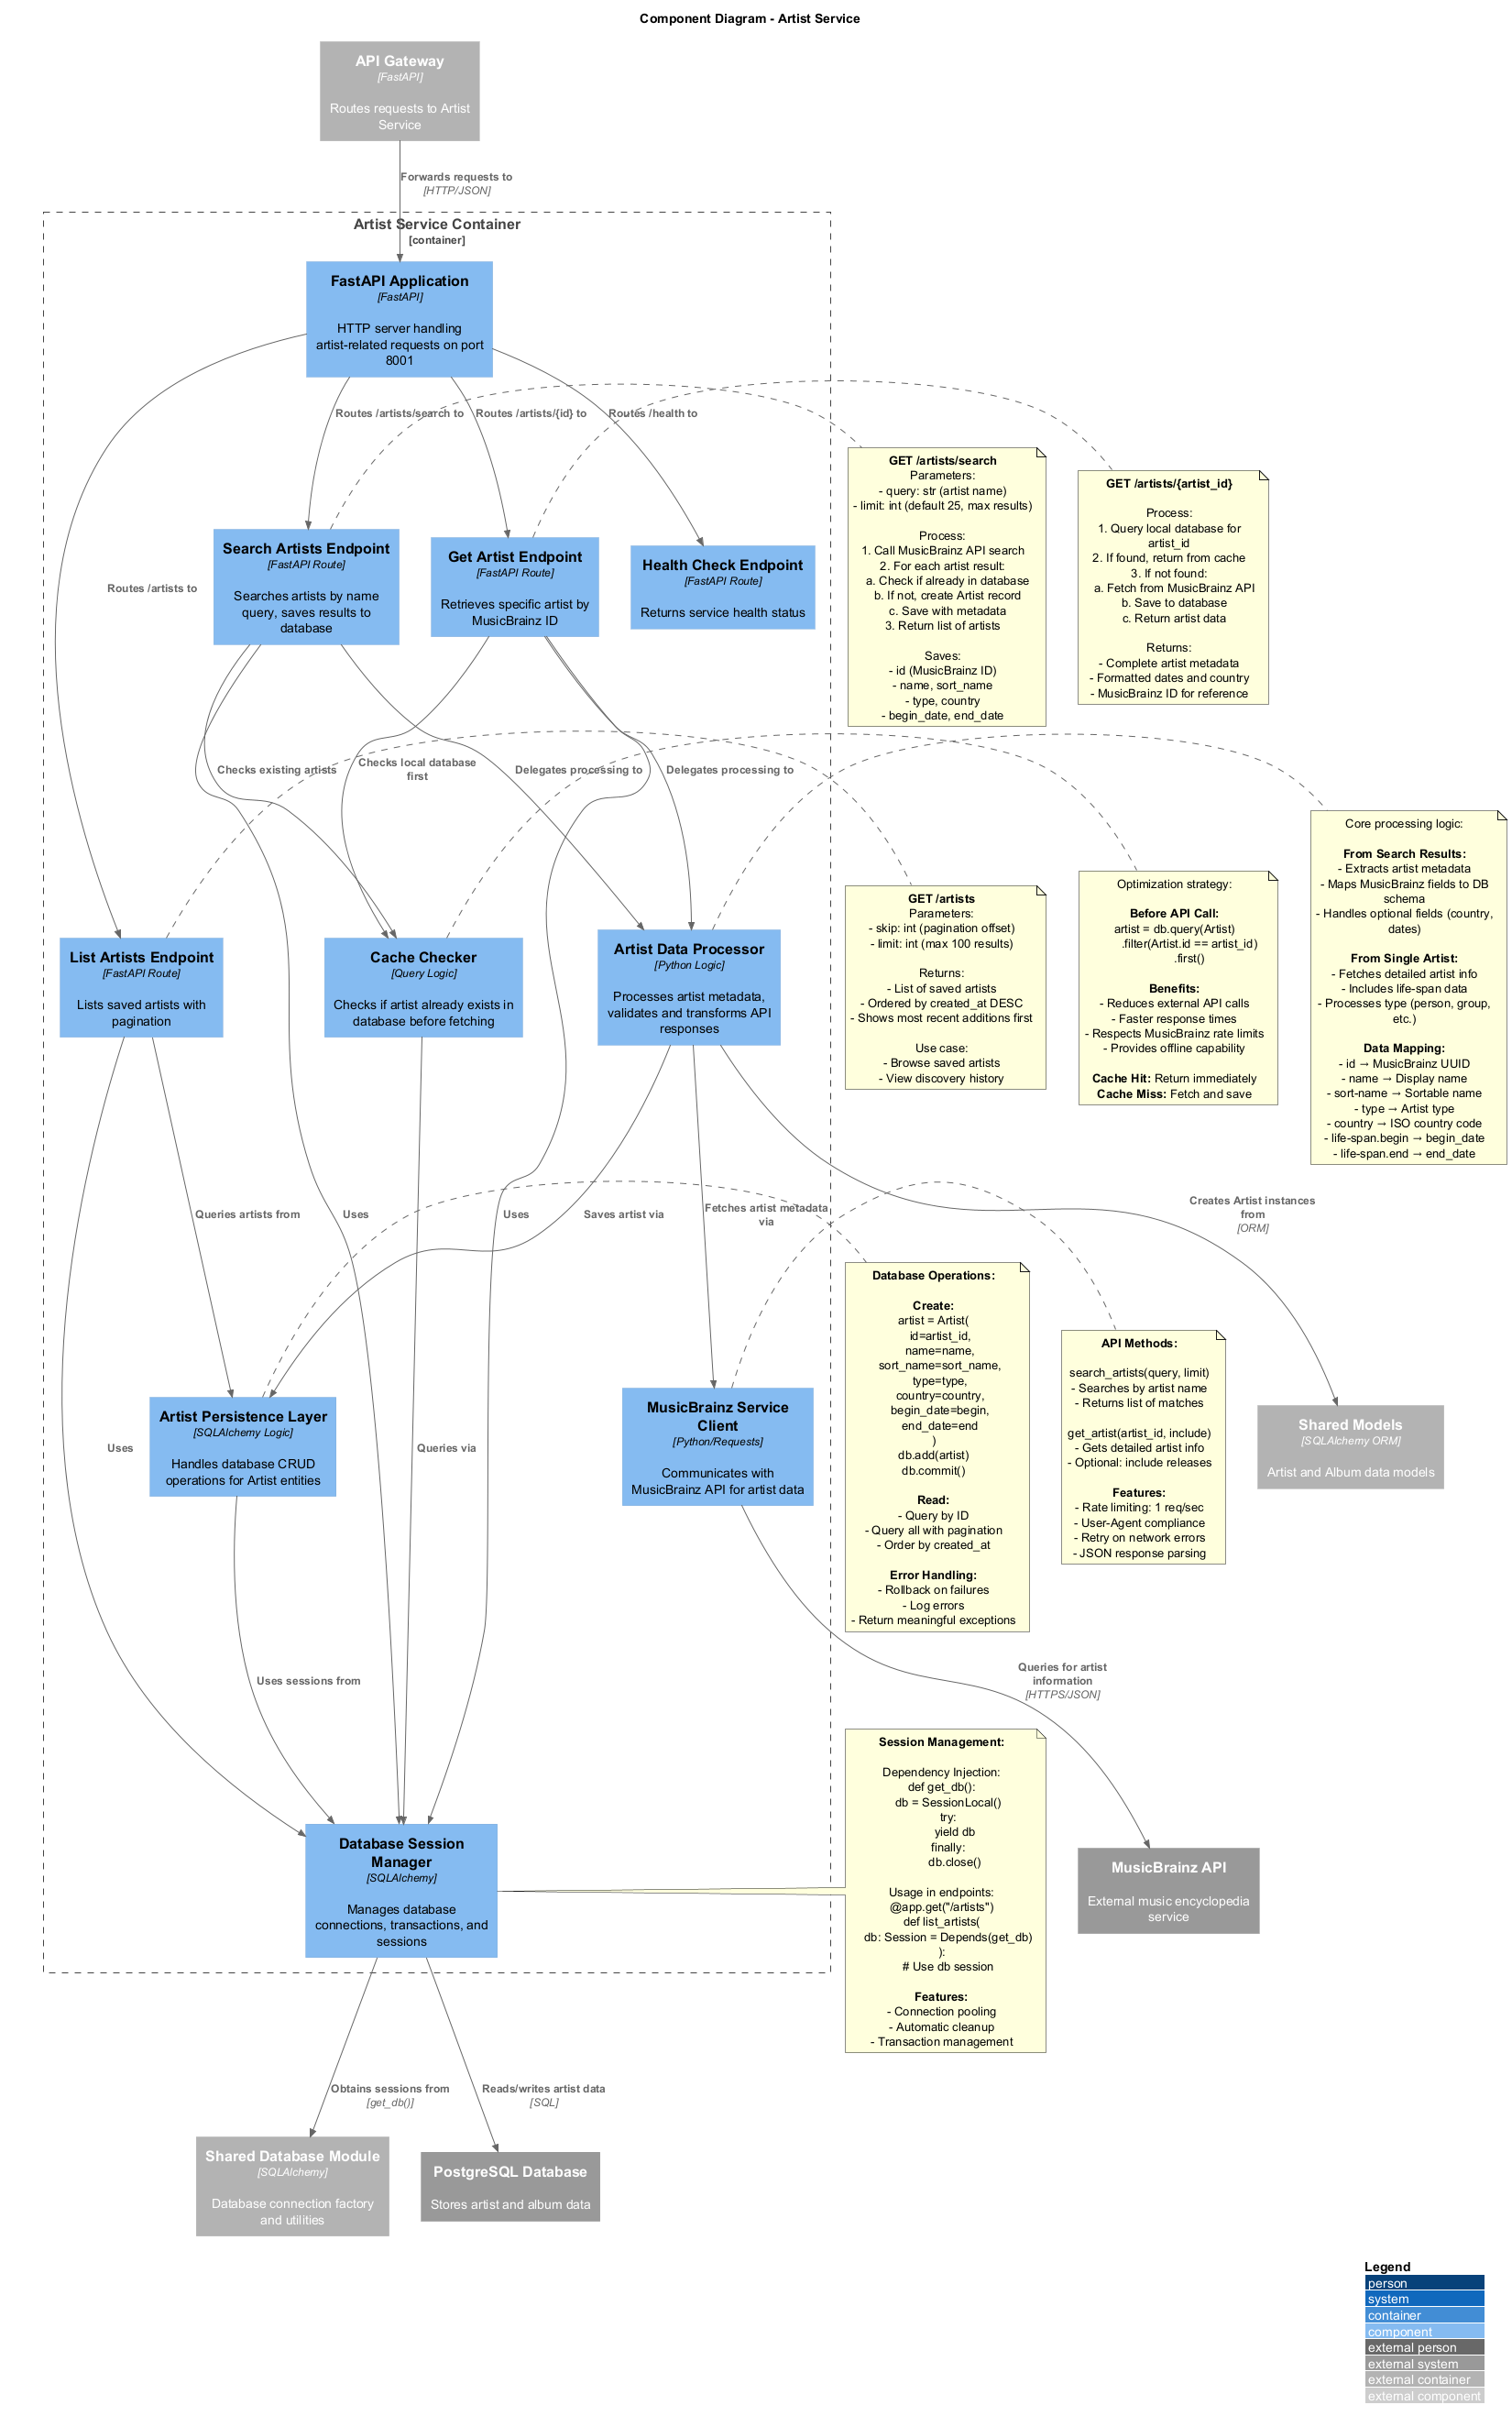 Component Diagram - Artist Service
API Gateway
[FastAPI]
Routes requests to Artist
Service
Forwards requests to
[HTTP/JSON]
Artist Service Container
[container]
FastAPI Application
[FastAPI]
HTTP server handling
artist-related requests on port
8001
Routes /artists/search to
Routes /artists/{id} to
Routes /health to
Routes /artists to
Search Artists Endpoint
[FastAPI Route]
Searches artists by name
query, saves results to
database
Get Artist Endpoint
[FastAPI Route]
Retrieves specific artist by
MusicBrainz ID
Health Check Endpoint
[FastAPI Route]
Returns service health status
GET /artists/search
Parameters:
- query: str (artist name)
- limit: int (default 25, max results)
Process:
1. Call MusicBrainz API search
2. For each artist result:
a. Check if already in database
b. If not, create Artist record
c. Save with metadata
3. Return list of artists
Saves:
- id (MusicBrainz ID)
- name, sort_name
- type, country
- begin_date, end_date
GET /artists/{artist_id}
Process:
1. Query local database for
artist_id
2. If found, return from cache
3. If not found:
a. Fetch from MusicBrainz API
b. Save to database
c. Return artist data
Returns:
- Complete artist metadata
- Formatted dates and country
- MusicBrainz ID for reference
Checks existing artists
Checks local database
first
Delegates processing to
Delegates processing to
List Artists Endpoint
[FastAPI Route]
Lists saved artists with
pagination
Cache Checker
[Query Logic]
Checks if artist already exists in
database before fetching
Artist Data Processor
[Python Logic]
Processes artist metadata,
validates and transforms API
responses
GET /artists
Parameters:
- skip: int (pagination offset)
- limit: int (max 100 results)
Returns:
- List of saved artists
- Ordered by created_at DESC
- Shows most recent additions first
Use case:
- Browse saved artists
- View discovery history
Optimization strategy:
Before API Call:
artist = db.query(Artist)
.filter(Artist.id == artist_id)
.first()
Benefits:
- Reduces external API calls
- Faster response times
- Respects MusicBrainz rate limits
- Provides offline capability
Cache Hit: Return immediately
Cache Miss: Fetch and save
Core processing logic:
From Search Results:
- Extracts artist metadata
- Maps MusicBrainz fields to DB
schema
- Handles optional fields (country,
dates)
From Single Artist:
- Fetches detailed artist info
- Includes life-span data
- Processes type (person, group,
etc.)
Data Mapping:
- id → MusicBrainz UUID
- name → Display name
- sort-name → Sortable name
- type → Artist type
- country → ISO country code
- life-span.begin → begin_date
- life-span.end → end_date
Queries artists from
Uses
Uses
Saves artist via
Fetches artist metadata
via
Creates Artist instances
from
[ORM]
Artist Persistence Layer
[SQLAlchemy Logic]
Handles database CRUD
operations for Artist entities
Uses
Queries via
MusicBrainz Service
Client
[Python/Requests]
Communicates with
MusicBrainz API for artist data
Database Operations:
Create:
artist = Artist(
id=artist_id,
name=name,
sort_name=sort_name,
type=type,
country=country,
begin_date=begin,
end_date=end
)
db.add(artist)
db.commit()
Read:
- Query by ID
- Query all with pagination
- Order by created_at
Error Handling:
- Rollback on failures
- Log errors
- Return meaningful exceptions
API Methods:
search_artists(query, limit)
- Searches by artist name
- Returns list of matches
get_artist(artist_id, include)
- Gets detailed artist info
- Optional: include releases
Features:
- Rate limiting: 1 req/sec
- User-Agent compliance
- Retry on network errors
- JSON response parsing
Shared Models
[SQLAlchemy ORM]
Artist and Album data models
Uses sessions from
Queries for artist
information
[HTTPS/JSON]
Database Session
Manager
[SQLAlchemy]
Manages database
connections, transactions, and
sessions
Session Management:
Dependency Injection:
def get_db():
db = SessionLocal()
try:
yield db
finally:
db.close()
Usage in endpoints:
@app.get("/artists")
def list_artists(
db: Session = Depends(get_db)
):
# Use db session
Features:
- Connection pooling
- Automatic cleanup
- Transaction management
MusicBrainz API
External music encyclopedia
service
Obtains sessions from
[get_db()]
Reads/writes artist data
[SQL]
Shared Database Module
[SQLAlchemy]
Database connection factory
and utilities
PostgreSQL Database
Stores artist and album data
Legend
person
system
container
component
external person
external system
external container
external component